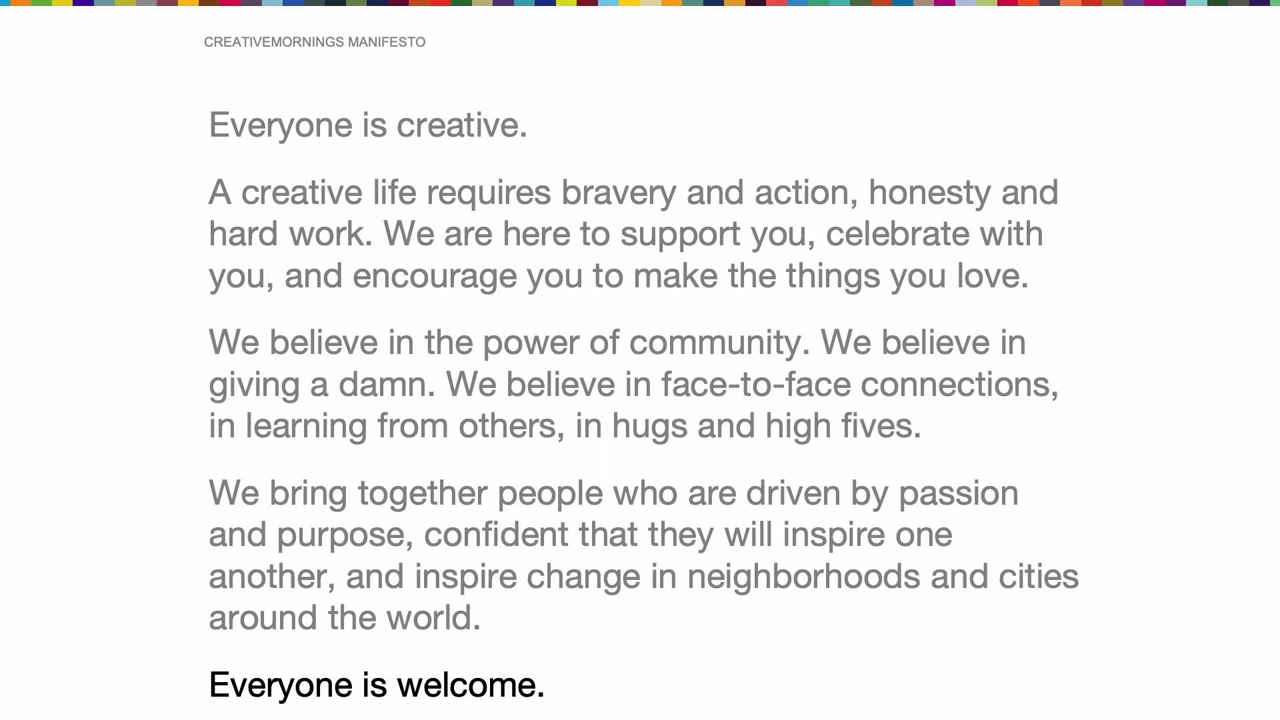 CREATIVEMORNINGS MANIFESTO
Everyone is creative.
A creative life requires bravery and action, honesty and
hard work. We are here to support you, celebrate with
you, and encourage you to make the things you love.
We believe in the power of community. We believe in
giving a damn. We believe in face-to-face connections,
in learning from others, in hugs and high fives.
We bring together people who are driven by passion
and purpose, confident that they will inspire one
another, and inspire change in neighborhoods and cities
around the world.
Everyone is welcome.